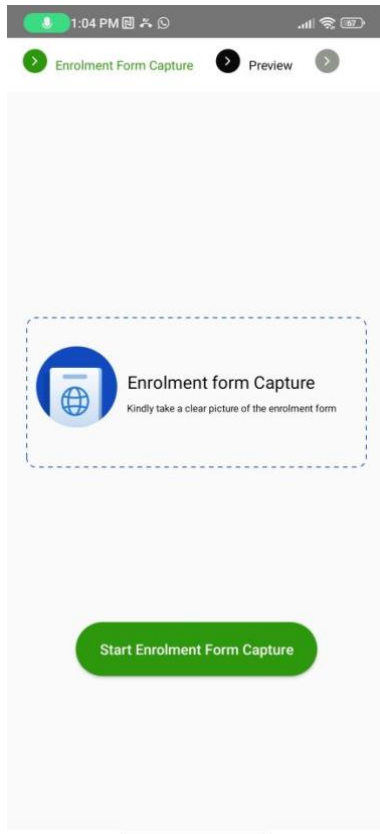 1:04 PM 67
Enrolment Form Capture Preview
Enrolment form Capture
Kindly take a clear picture of the enrolment form
Start Enrolment Form Capture